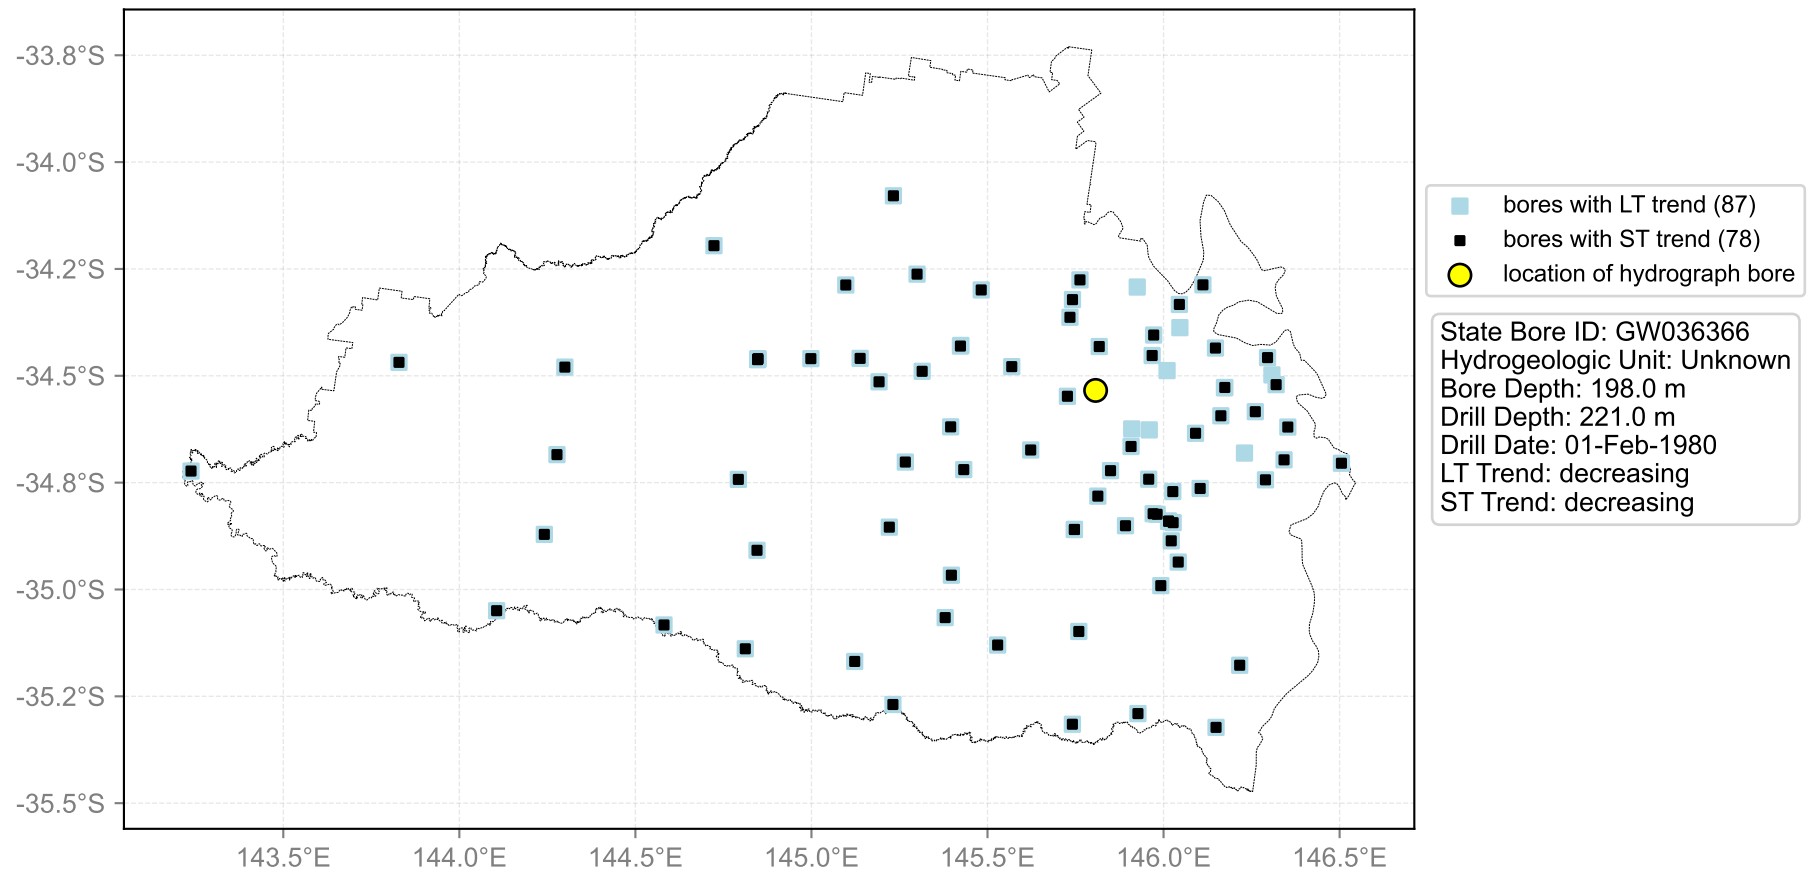 -33.8°S
-34.0°S
-34.2°S
-34.5°S
-34.8°S
-35.0°S
-35.2°S
-35.5°S
143.5°E
144.0°E
144.5°E
145.0°E
145.5°E
146.0°E
146.5°E
bores with LT trend (87)
bores with ST trend (78)
location of hydrograph bore
State Bore ID: GW036366
Hydrogeologic Unit: Unknown
Bore Depth: 198.0 m
Drill Depth: 221.0 m
Drill Date: 01-Feb-1980
LT Trend: decreasing
ST Trend: decreasing